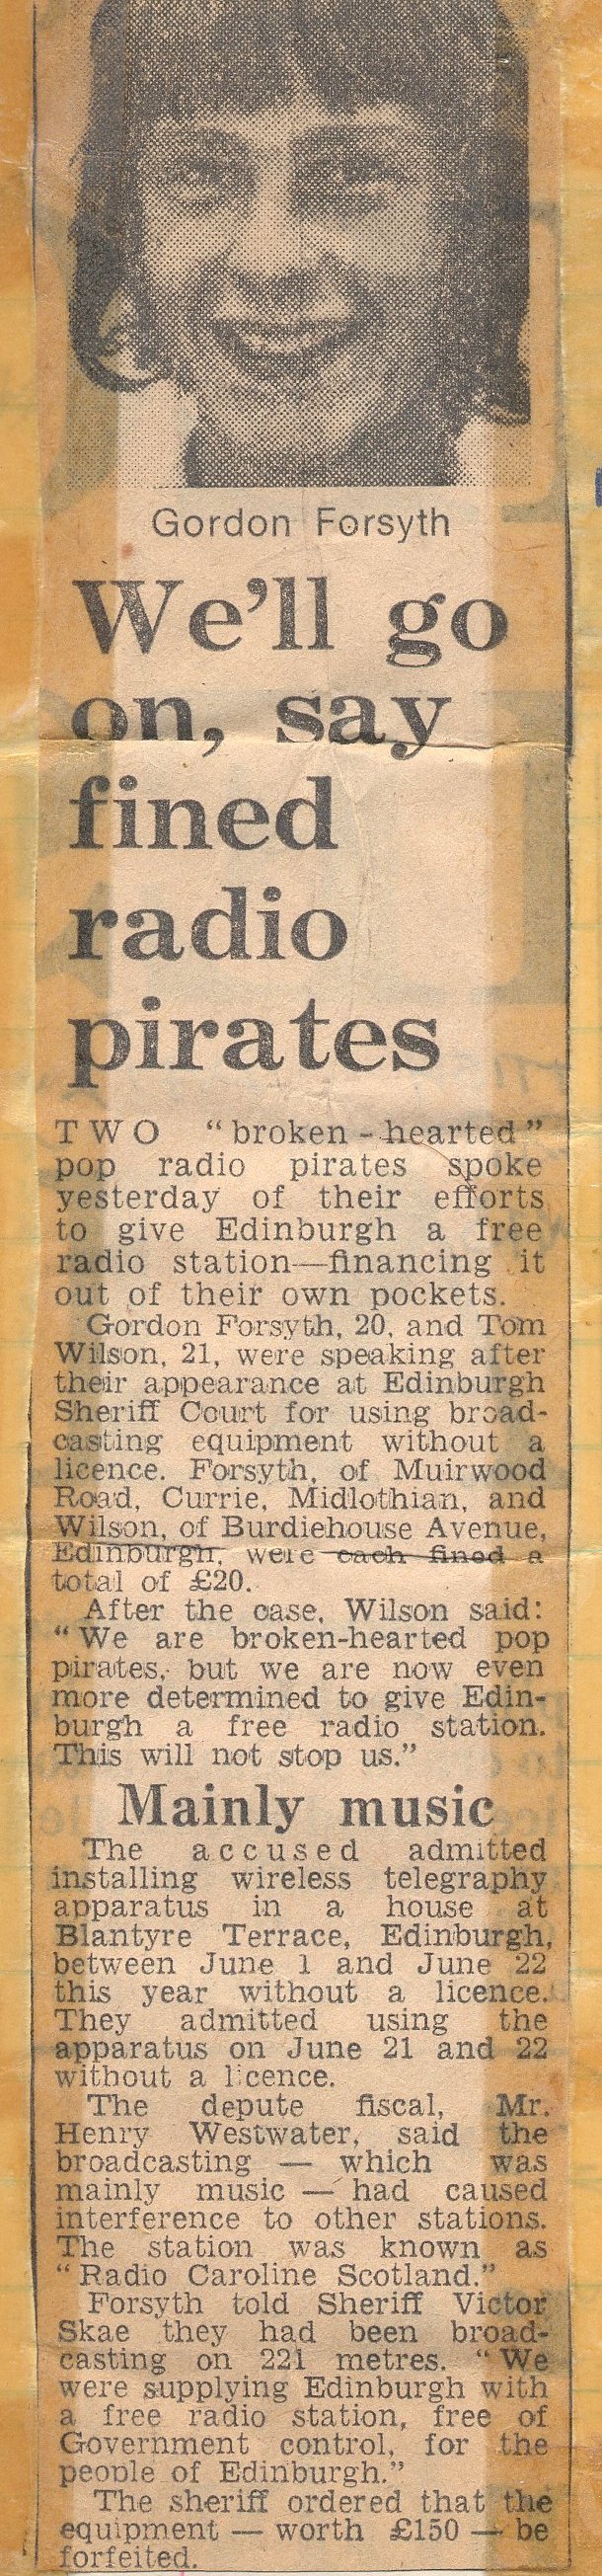 Gordon Forsyth
We'll go
on, say
fined
radio
pirates
TWO "broken-hearted"
pop radio pirates spoke
yesterday of their efforts
to give Edinburgh a free
radio station—financing it
out of their own pockets.
Gordon Forsyth, 20, and Tom
Wilson, 21, were speaking after
their appearance at Edinburgh
Sheriff Court for using broad-
casting equipment without a
licence. Forsyth, of Muirwood
Road, Currie, Midlothian, and
Wilson, of Burdiehouse Avenue,
Edinburgh, were each fined a
total of £20.
After the case, Wilson said:
"We are broken-hearted pop
pirates, but we are now even
more determined to give Edin-
burgh a free radio station.
This will not stop us."
Mainly music
The accused admitted
installing wireless telegraphy
apparatus in a house at
Blantyre Terrace, Edinburgh,
between June 1 and June 22
this year without a licence.
They admitted using the
apparatus on June 21 and 22
without a licence.
The depute fiscal, Mr.
Henry Westwater, said the
broadcasting — which was
mainly music — had caused
interference to other stations.
The station was known as
"Radio Caroline Scotland."
Forsyth told Sheriff Victor
Skae they had been broad-
casting on 221 metres. "We
were supplying Edinburgh with
a free radio station, free of
Government control, for the
people of Edinburgh."
The sheriff ordered that the
equipment — worth £150 — be
forfeited.